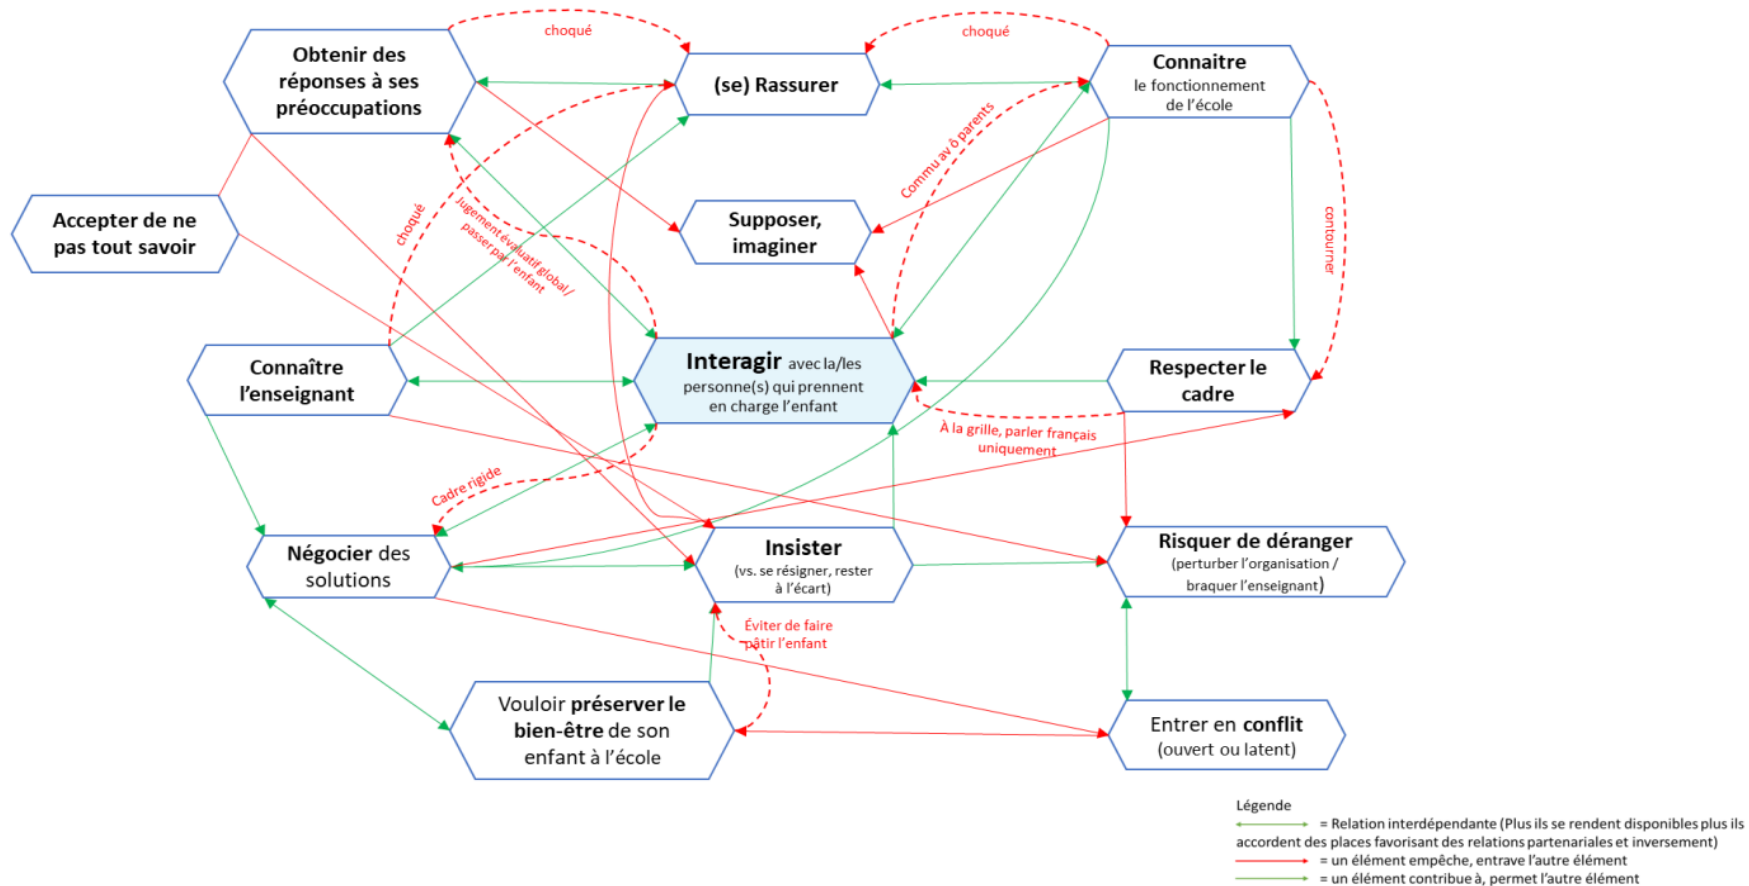 choqué
choqué
Obtenir des
réponses à ses
préoccupations
(se) Rassurer
Connaitre
le fonctionnement
de l'école
Commu av ô parents
contourner
Accepter de ne
pas tout savoir
choqué
Jugement évaluatif global/
passer par l'enfant
Supposer,
imaginer
Connaître
l'enseignant
Interagir avec la/les
personne(s) qui prennent
en charge l'enfant
Respecter le
cadre
À la grille, parler français
uniquement
Cadre rigide
Négocier des
solutions
Insister
(vs. se résigner, rester
à l'écart)
Risquer de déranger
(perturber l'organisation /
braquer l'enseignant)
Éviter de faire
pâtir l'enfant
Vouloir préserver le
bien-être de son
enfant à l'école
Entrer en conflit
(ouvert ou latent)
Légende
= Relation interdépendante (Plus ils se rendent disponibles plus ils
accordent des places favorisant des relations partenariales et inversement)
= un élément empêche, entrave l'autre élément
= un élément contribue à, permet l'autre élément